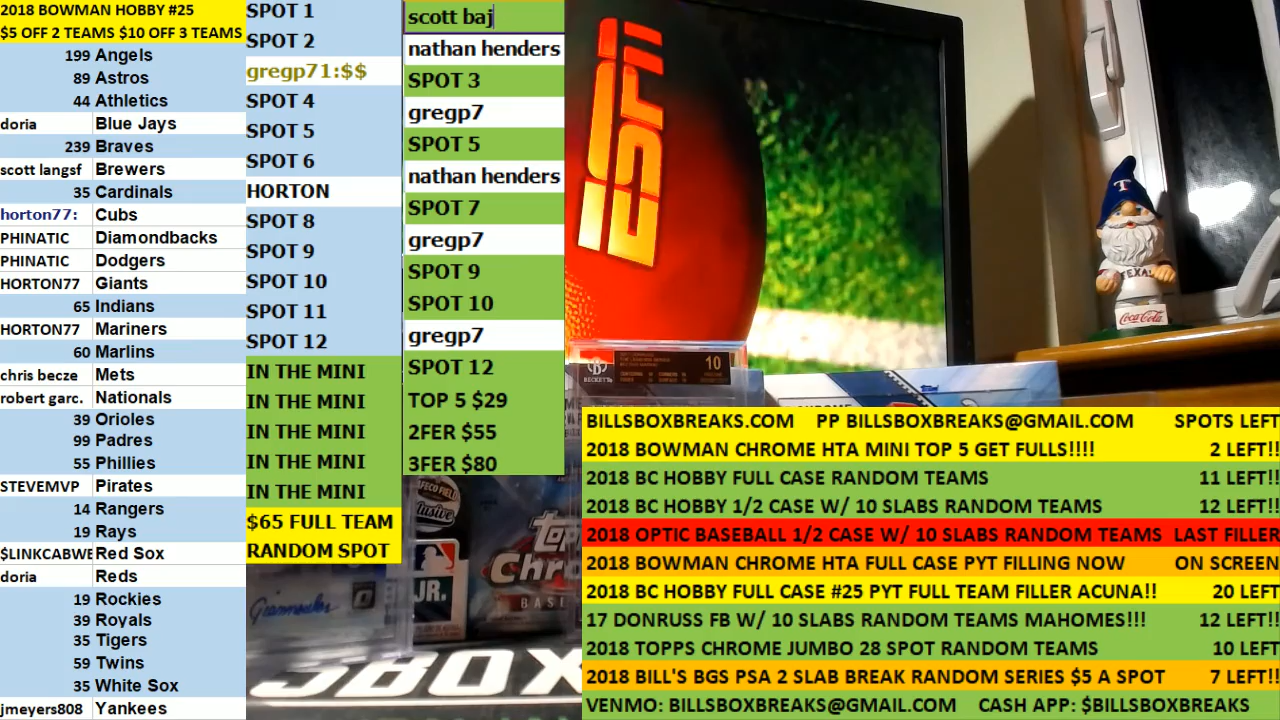 2018 BOWMAN HOBBY #25
$5 OFF 2 TEAMS $10 OFF 3 TEAMS
199 Angels
89 Astros
44 Athletics
doria Blue Jays
239 Braves
scott langsf Brewers
35 Cardinals
horton77: Cubs
PHINATIC Diamondbacks
PHINATIC Dodgers
HORTON77 Giants
65 Indians
HORTON77 Mariners
60 Marlins
chris becze Mets
robert garc. Nationals
39 Orioles
99 Padres
55 Phillies
STEVEMVP Pirates
14 Rangers
19 Rays
$LINKCABWE Red Sox
doria Reds
19 Rockies
39 Royals
35 Tigers
59 Twins
35 White Sox
jmeyers808 Yankees
SPOT 1
SPOT 2
gregp71:$$
SPOT 4
SPOT 5
SPOT 6
HORTON
SPOT 8
SPOT 9
SPOT 10
SPOT 11
SPOT 12
IN THE MINI
IN THE MINI
IN THE MINI
IN THE MINI
IN THE MINI
$65 FULL TEAM
RANDOM SPOT
scott baj
nathan henders
SPOT 3
gregp7
SPOT 5
nathan henders
SPOT 7
gregp7
SPOT 9
SPOT 10
gregp7
SPOT 12
TOP 5 $29
2FER $55
3FER $80
ESPN
T
TEXAS
Coca-Cola
BECKETT
10
topps
BILLSBOXBREAKS.COM PP BILLSBOXBREAKS@GMAIL.COM SPOTS LEFT
2018 BOWMAN CHROME HTA MINI TOP 5 GET FULLS!!!! 2 LEFT!!
2018 BC HOBBY FULL CASE RANDOM TEAMS 11 LEFT!!
2018 BC HOBBY 1/2 CASE W/ 10 SLABS RANDOM TEAMS 12 LEFT!!
2018 OPTIC BASEBALL 1/2 CASE W/ 10 SLABS RANDOM TEAMS LAST FILLER
2018 BOWMAN CHROME HTA FULL CASE PYT FILLING NOW ON SCREEN
2018 BC HOBBY FULL CASE #25 PYT FULL TEAM FILLER ACUNA!! 20 LEFT
17 DONRUSS FB W/ 10 SLABS RANDOM TEAMS MAHOMES!!! 12 LEFT!!
2018 TOPPS CHROME JUMBO 28 SPOT RANDOM TEAMS 10 LEFT
2018 BILL'S BGS PSA 2 SLAB BREAK RANDOM SERIES $5 A SPOT 7 LEFT!!
VENMO: BILLSBOXBREAKS@GMAIL.COM CASH APP: $BILLSBOXBREAKS
JR.
BOX